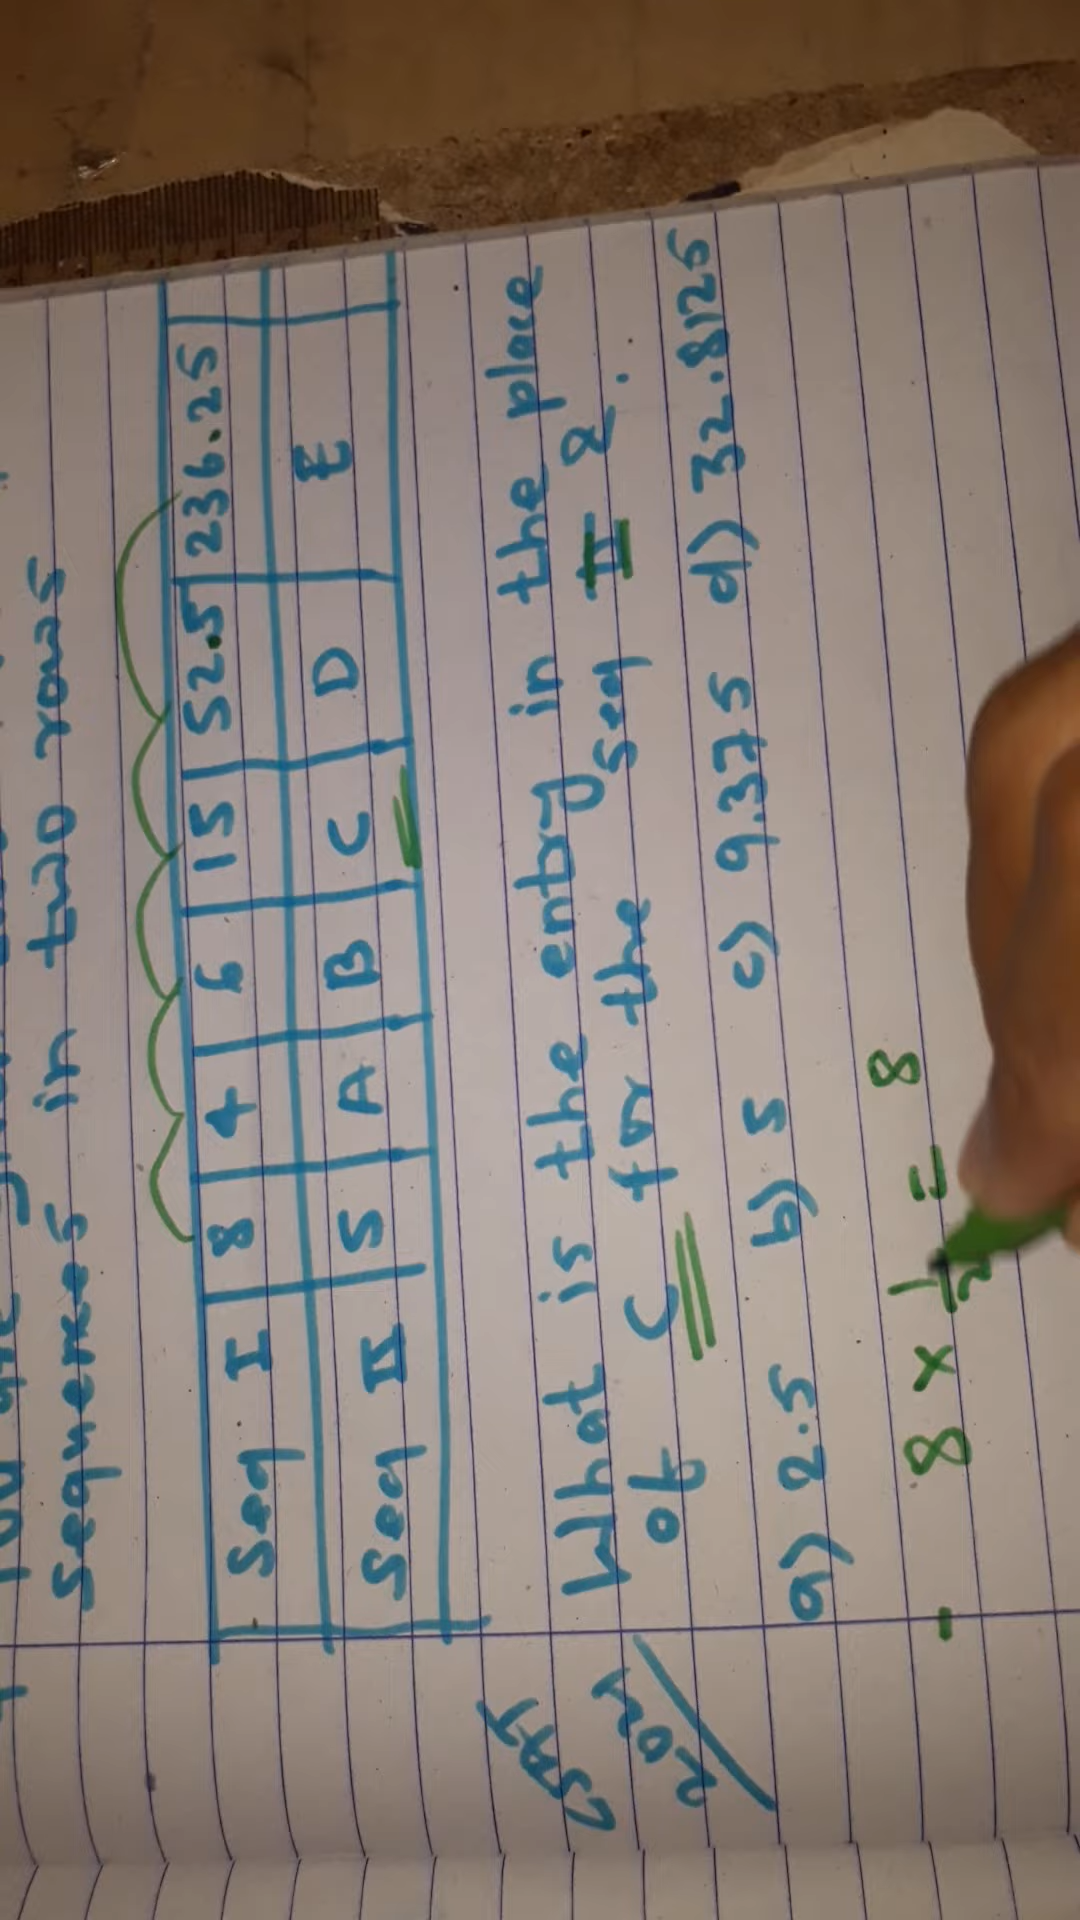 sequences in two rows
Seq I 8 4 6 15 52.5 236.25
Seq II 5 A B C D E
What is the entry in the place
of C for the Seq II ?
a) 2.5 b) 5 c) 9.375 d) 32.8125
CSAT
8 × 1/2 = 8